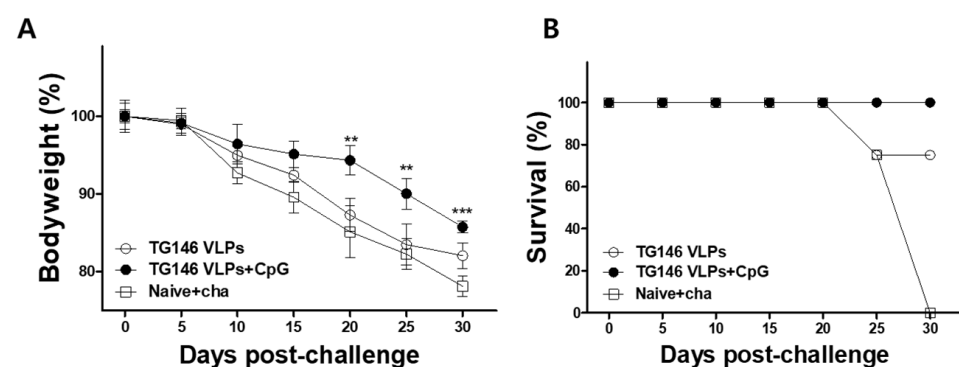 A
Bodyweight (%)
100
90
80
**
**
***
TG146 VLPs
TG146 VLPs+CpG
Naive+cha
0 5 10 15 20 25 30
Days post-challenge
B
Survival (%)
100
80
60
40
20
0
TG146 VLPs
TG146 VLPs+CpG
Naive+cha
0 5 10 15 20 25 30
Days post-challenge